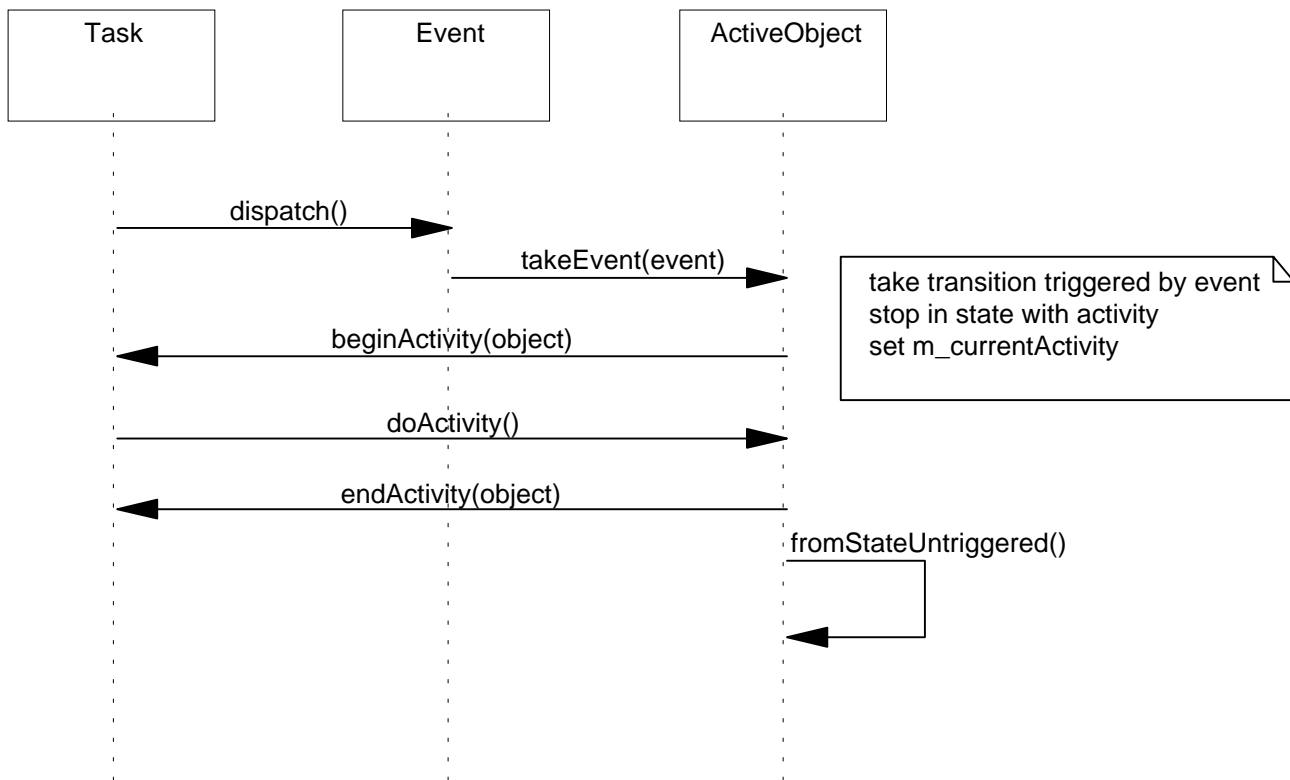 Task
Event
ActiveObject
dispatch()
takeEvent(event)
take transition triggered by event
stop in state with activity
set m_currentActivity
beginActivity(object)
doActivity()
endActivity(object)
fromStateUntriggered()